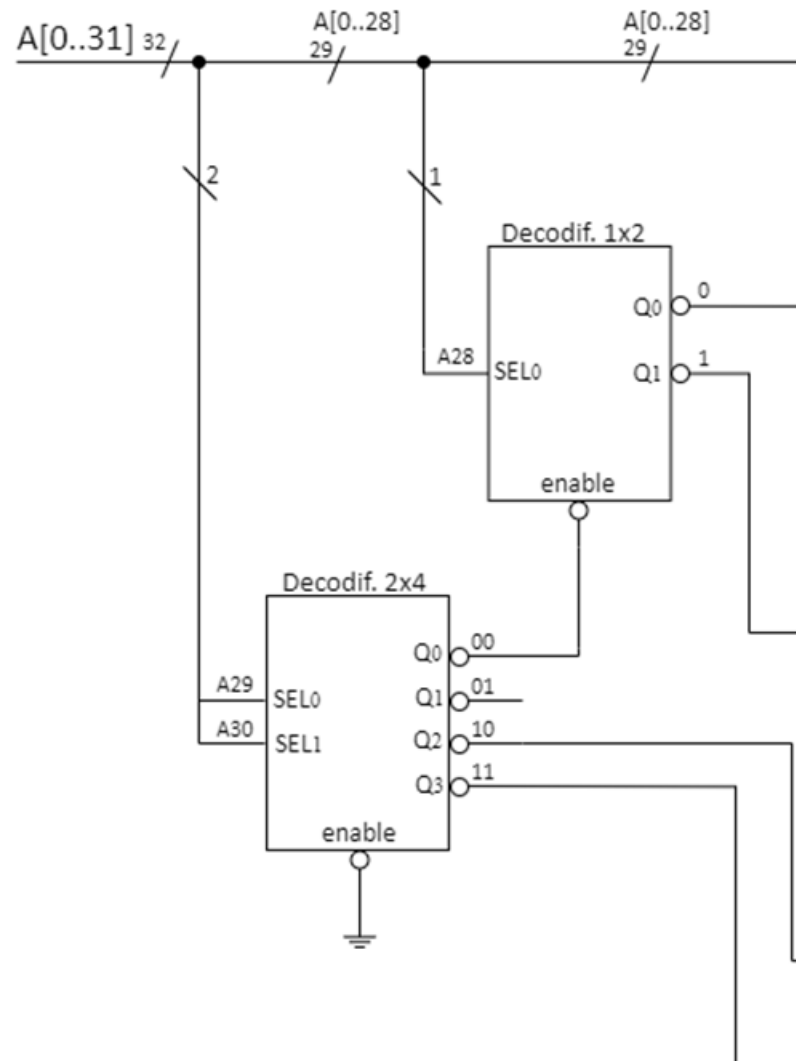 A[0..31] 32
A[0..28]
29
A[0..28]
29
2
1
Decodif. 1x2
A28
SEL0
Q0
0
Q1
1
enable
Decodif. 2x4
A29
SEL0
A30
SEL1
Q0
00
Q1
01
Q2
10
Q3
11
enable